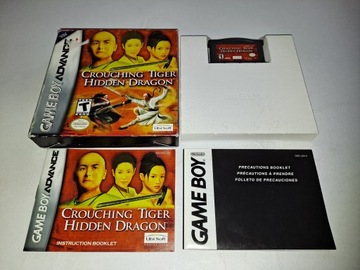 GAME BOY ADVANCE
CROUCHING TIGER
HIDDEN DRAGON
T
Ubi Soft
CROUCHING TIGER
HIDDEN DRAGON
GAME BOY ADVANCE
CROUCHING TIGER
HIDDEN DRAGON
INSTRUCTION BOOKLET
Ubi Soft
GAME BOY
PRECAUTIONS BOOKLET
PRÉCAUTIONS À PRENDRE
FOLLETO DE PRECAUCIONES